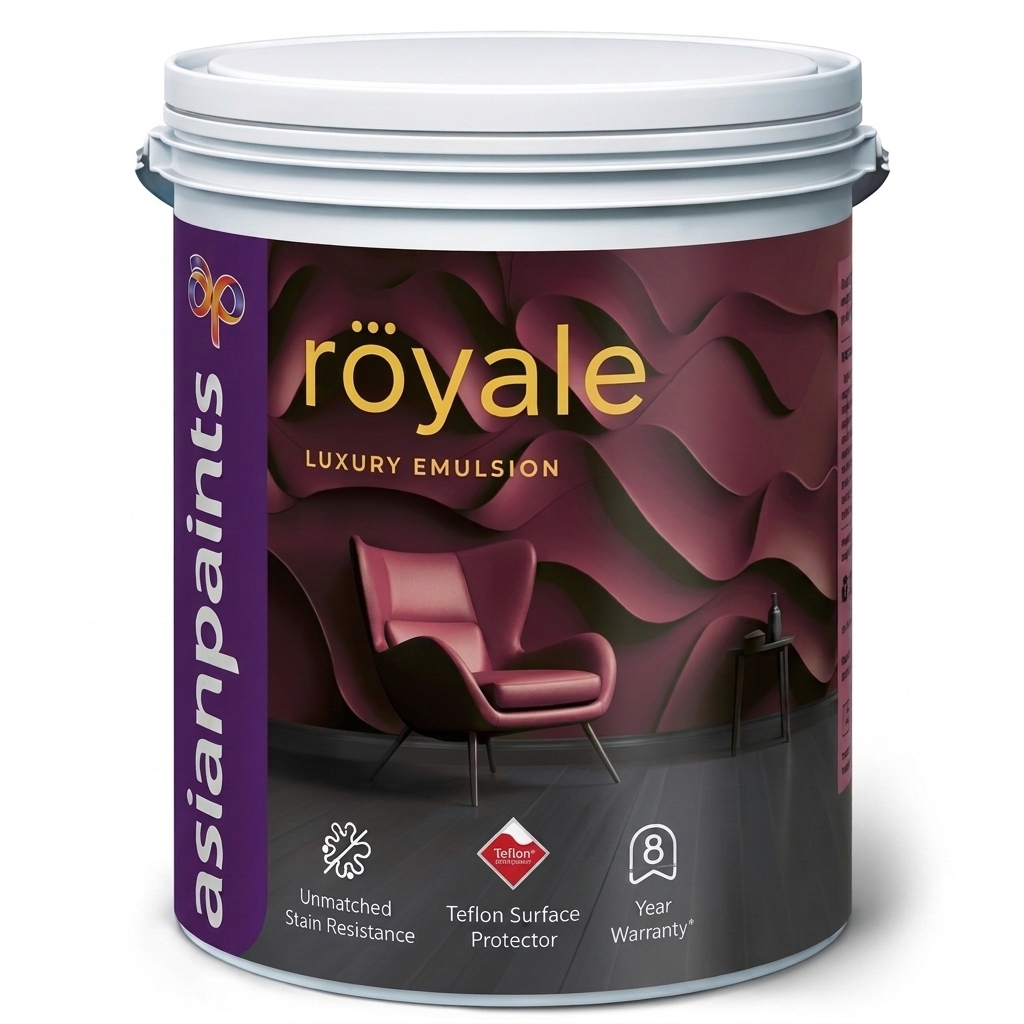 asianpaints
röyale
LUXURY EMULSION
Unmatched
Stain Resistance
Teflon®
Teflon Surface
Protector
8
Year
Warranty*